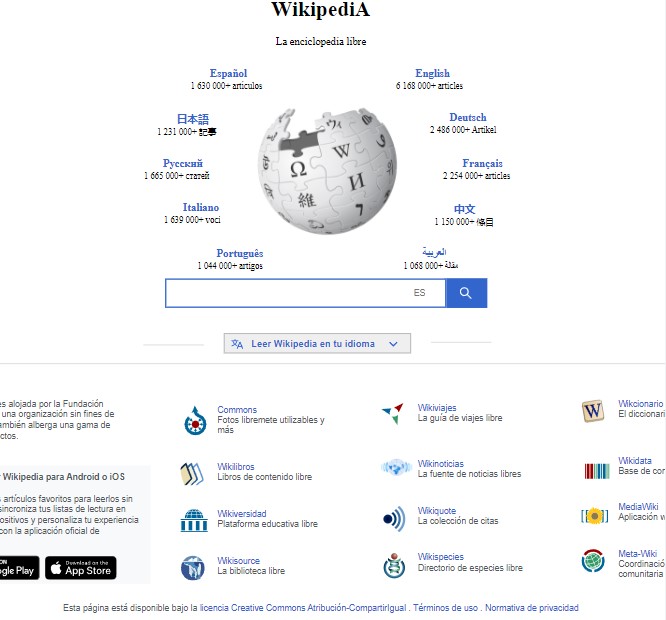 WikipediA
La enciclopedia libre
Español
1 630 000+ artículos
English
6 168 000+ articles
日本語
1 231 000+ 記事
Deutsch
2 486 000+ Artikel
Русский
1 665 000+ статей
Français
2 254 000+ articles
Italiano
1 639 000+ voci
中文
1 150 000+ 條目
Português
1 044 000+ artigos
العربية
1 068 000+ مقالة
Ω W И 維
ES
Leer Wikipedia en tu idioma
es alojada por la Fundación
una organización sin fines de
también alberga una gama de
ctos.
Wikipedia para Android o iOS
artículos favoritos para leerlos sin
sincroniza tus listas de lectura en
positivos y personaliza tu experiencia
con la aplicación oficial de
ON
gle Play
Download on the
App Store
Commons
Fotos libremete utilizables y
más
Wikiviajes
La guía de viajes libre
Wikcionario
El diccionari
Wikilibros
Libros de contenido libre
Wikinoticias
La fuente de noticias libres
Wikidata
Base de con
Wikiversidad
Plataforma educativa libre
Wikiquote
La colección de citas
MediaWiki
Aplicación w
Wikisource
La biblioteca libre
Wikispecies
Directorio de especies libre
Meta-Wiki
Coordinació
comunitaria
Esta página está disponible bajo la licencia Creative Commons Atribución-CompartirIgual . Términos de uso . Normativa de privacidad